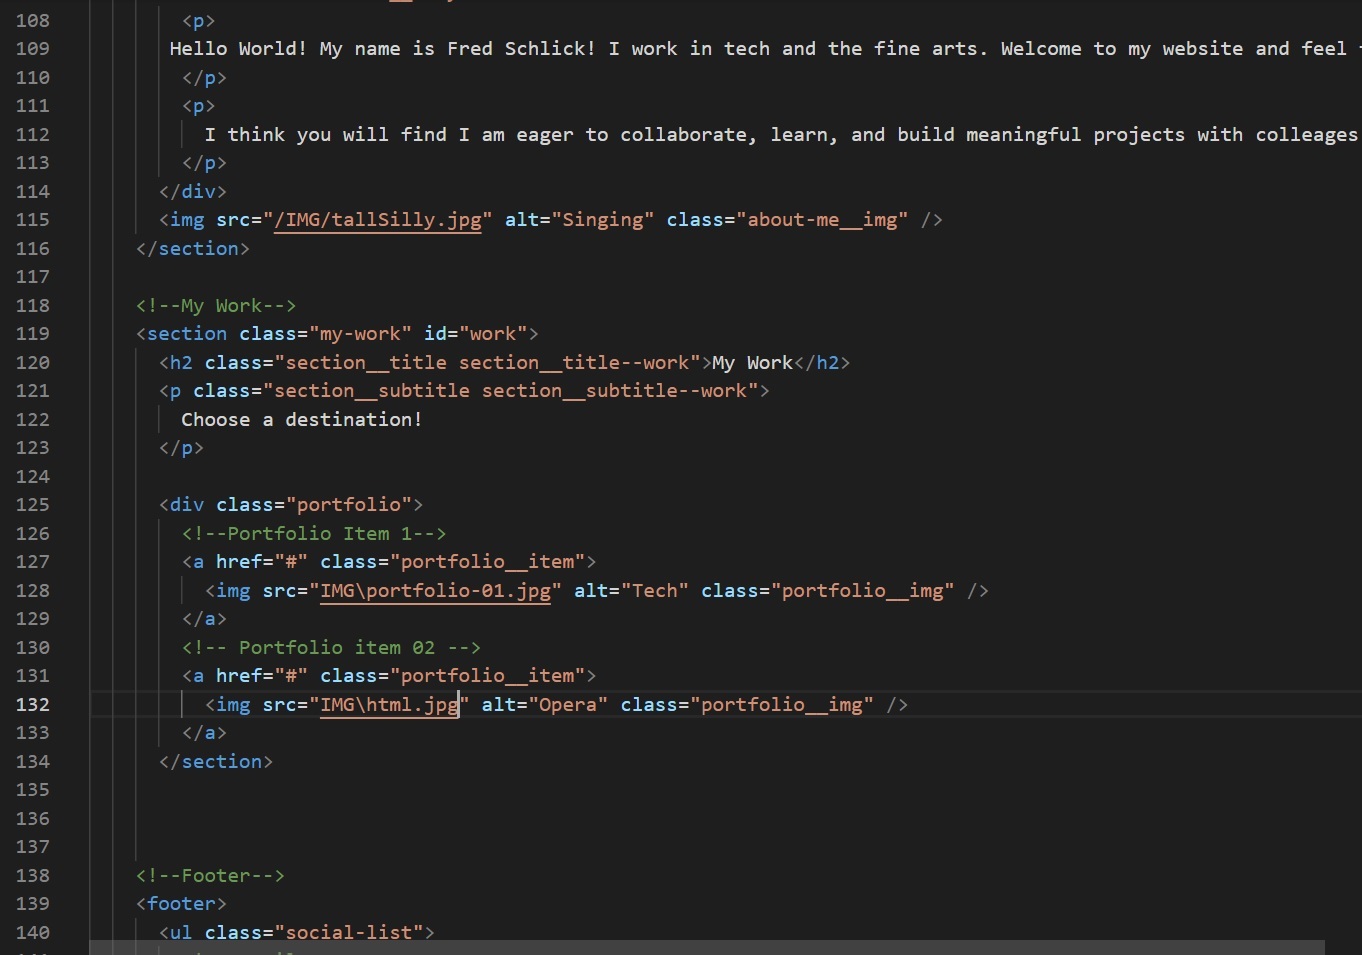 108 <p>
109 Hello World! My name is Fred Schlick! I work in tech and the fine arts. Welcome to my website and feel
110 </p>
111 <p>
112 I think you will find I am eager to collaborate, learn, and build meaningful projects with colleages
113 </p>
114 </div>
115 <img src="/IMG/tallSilly.jpg" alt="Singing" class="about-me__img" />
116 </section>
117
118 <!--My Work-->
119 <section class="my-work" id="work">
120 <h2 class="section__title section__title--work">My Work</h2>
121 <p class="section__subtitle section__subtitle--work">
122 Choose a destination!
123 </p>
124
125 <div class="portfolio">
126 <!--Portfolio Item 1-->
127 <a href="#" class="portfolio__item">
128 <img src="IMG\portfolio-01.jpg" alt="Tech" class="portfolio__img" />
129 </a>
130 <!-- Portfolio item 02 -->
131 <a href="#" class="portfolio__item">
132 <img src="IMG\html.jpg" alt="Opera" class="portfolio__img" />
133 </a>
134 </section>
135
136
137
138 <!--Footer-->
139 <footer>
140 <ul class="social-list">